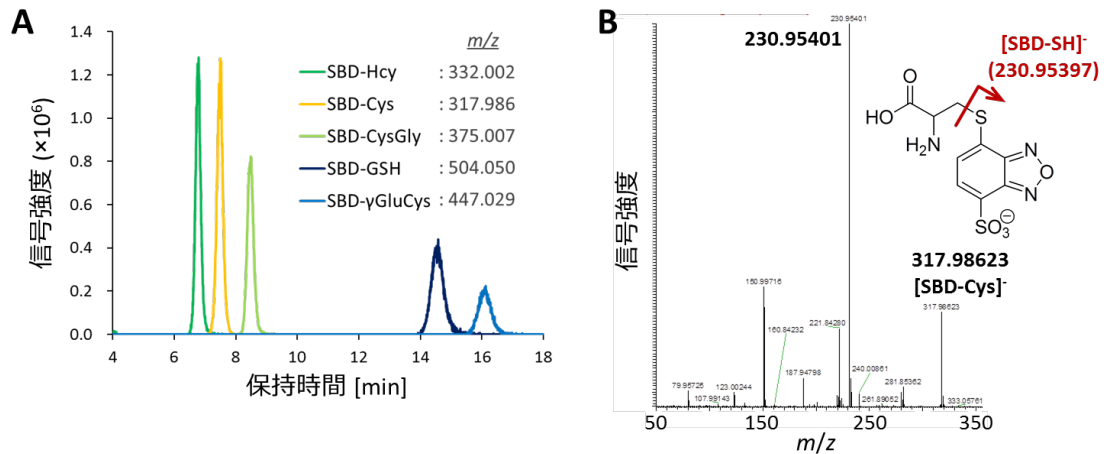 A
信号強度 (×10⁶)
1.4
1.2
1.0
0.8
0.6
0.4
0.2
0.0
4
6
8
10
12
14
16
18
保持時間 [min]
m/z
SBD-Hcy : 332.002
SBD-Cys : 317.986
SBD-CysGly : 375.007
SBD-GSH : 504.050
SBD-γGluCys : 447.029
B
信号強度
230.95401
230.95401
[SBD-SH]⁻
(230.95397)
O
HO
H₂N
S
N
O
N
SO₃⁻
317.98623
[SBD-Cys]⁻
150.99716
160.84232
221.84280
317.98623
187.94798
240.00861
79.95725
123.00244
281.85362
107.99143
261.89052
333.05761
50
150
250
350
m/z